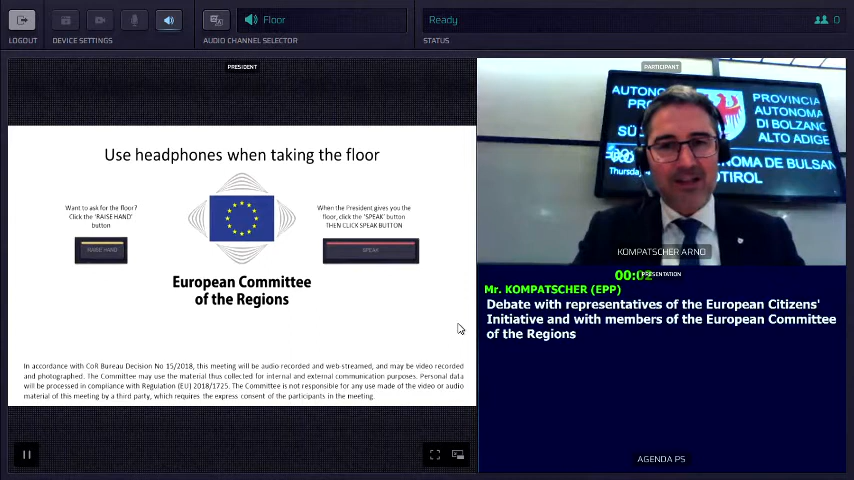 LOGOUT
DEVICE SETTINGS
Floor
AUDIO CHANNEL SELECTOR
Ready
0
STATUS
PRESIDENT
Use headphones when taking the floor
Want to ask for the floor?
Click the 'RAISE HAND'
button
RAISE HAND
When the President gives you the
floor, click the 'SPEAK' button
THEN CLICK SPEAK BUTTON
SPEAK
European Committee
of the Regions
In accordance with CoR Bureau Decision No 15/2018, this meeting will be audio recorded and web-streamed, and may be video recorded
and photographed. The Committee may use the material thus collected for internal and external communication purposes. Personal data
will be processed in compliance with Regulation (EU) 2018/1725. The Committee is not responsible for any use made of the video or audio
material of this meeting by a third party, which requires the express consent of the participants in the meeting.
PARTICIPANT
PROVINCIA
AUTONOMA
DI BOLZANO
ALTO ADIGE
Thursday
KOMPATSCHER ARNO
PRESENTATION
Mr. KOMPATSCHER (EPP)
Debate with representatives of the European Citizens'
Initiative and with members of the European Committee
of the Regions
AGENDA PS